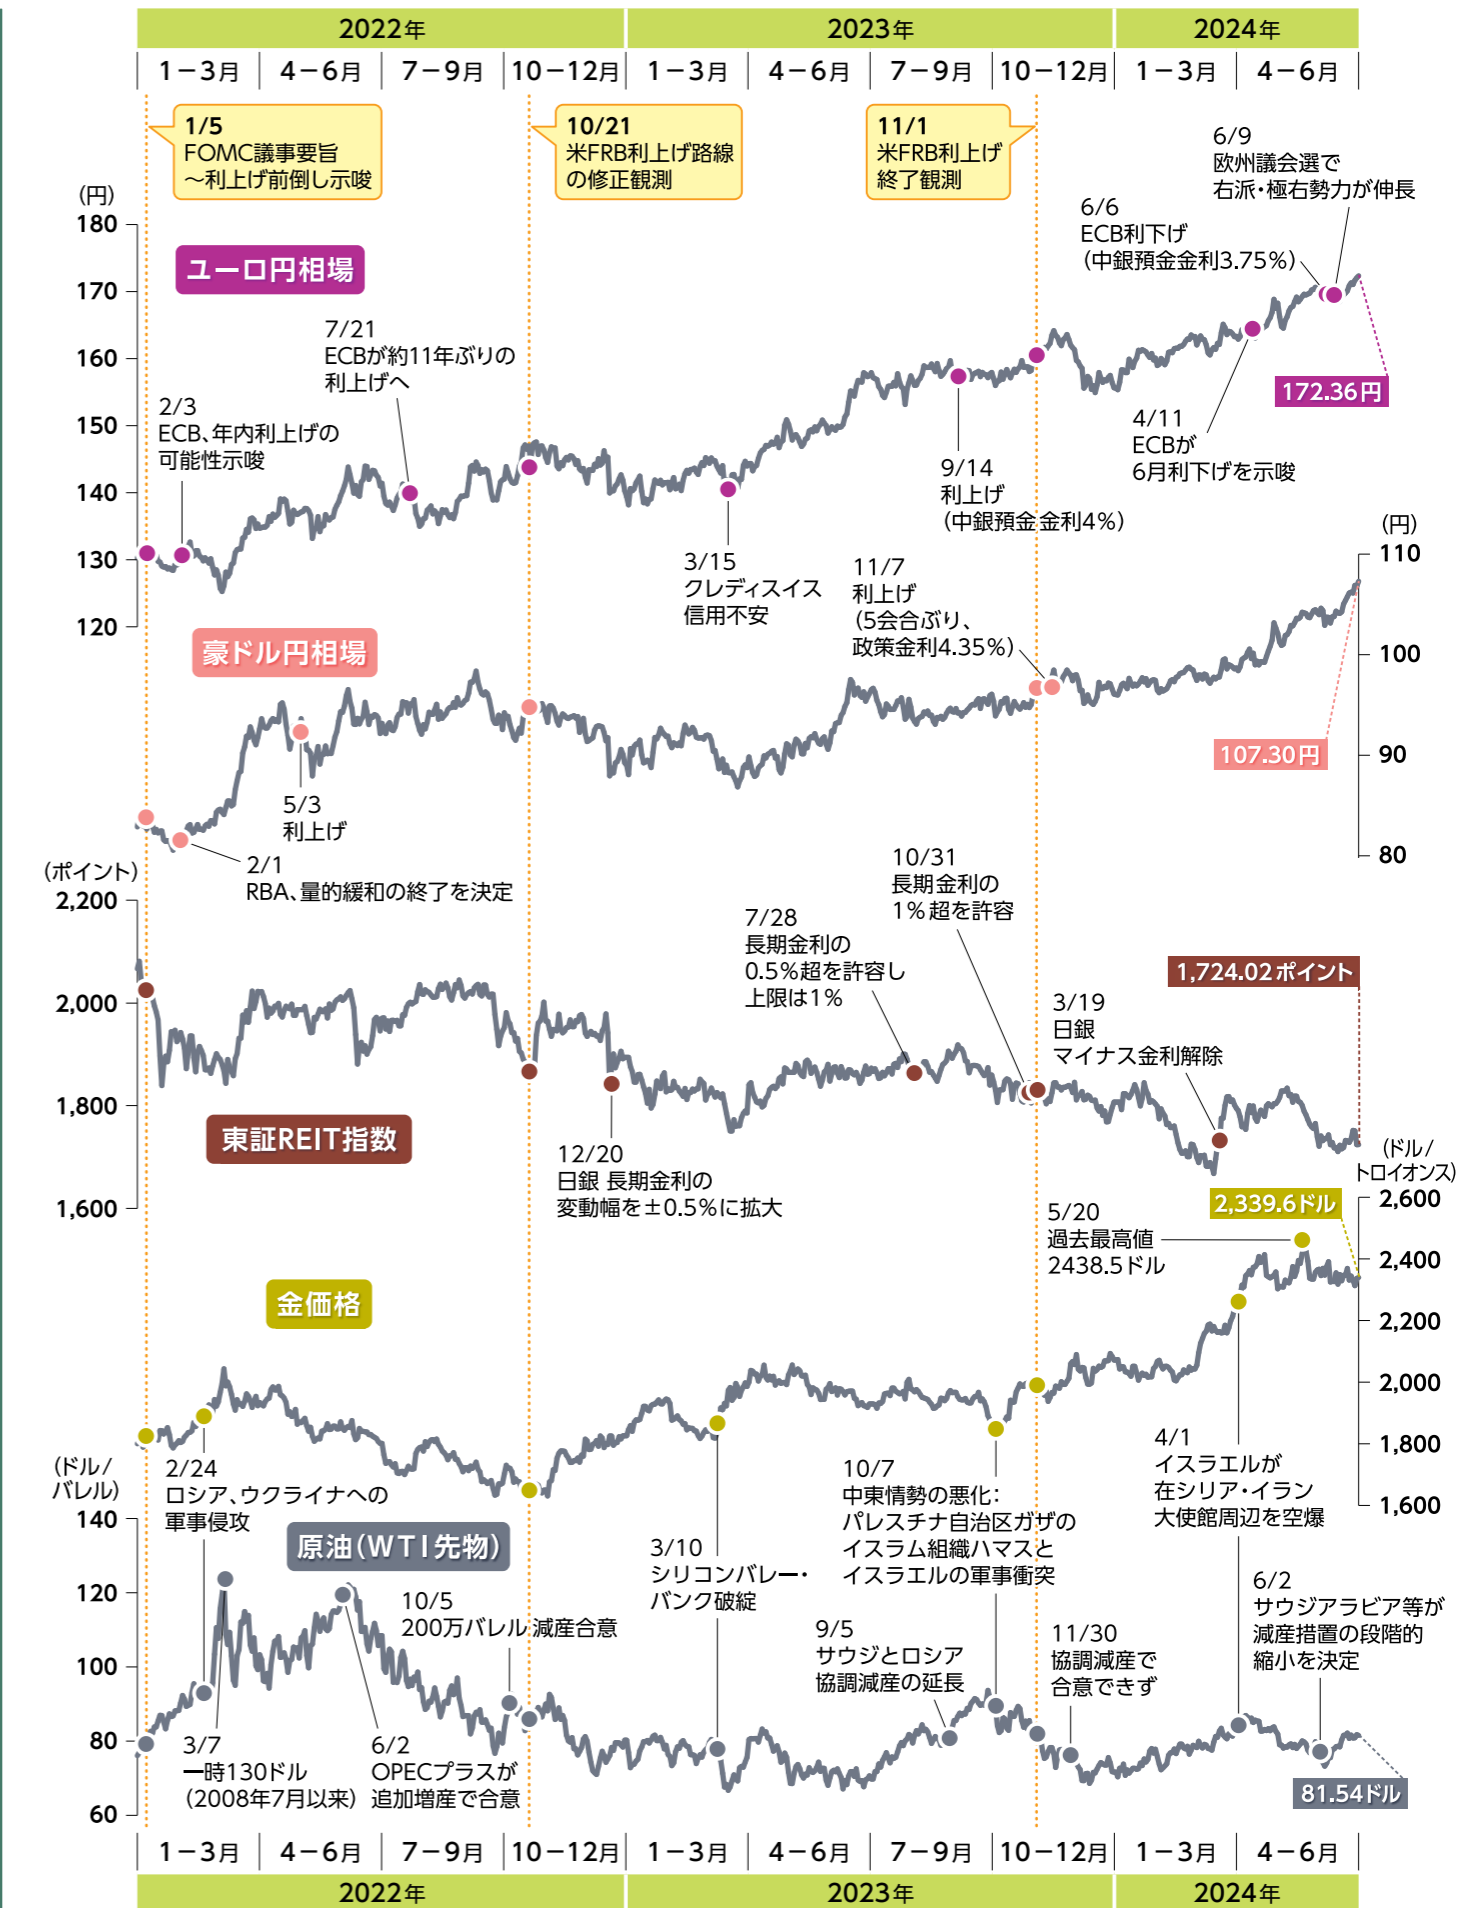 2022年
2023年
2024年
1－3月
4－6月
7－9月
10－12月
1－3月
4－6月
7－9月
10－12月
1－3月
4－6月
1/5
FOMC議事要旨
～利上げ前倒し示唆
10/21
米FRB利上げ路線
の修正観測
11/1
米FRB利上げ
終了観測
(円)
180
170
160
150
140
130
120
ユーロ円相場
2/3
ECB、年内利上げの
可能性示唆
7/21
ECBが約11年ぶりの
利上げへ
3/15
クレディスイス
信用不安
9/14
利上げ
(中銀預金金利4%)
6/6
ECB利下げ
(中銀預金金利3.75%)
6/9
欧州議会選で
右派・極右勢力が伸長
4/11
ECBが
6月利下げを示唆
172.36円
(円)
110
100
90
80
豪ドル円相場
2/1
RBA、量的緩和の終了を決定
5/3
利上げ
11/7
利上げ
(5会合ぶり、
政策金利4.35%)
107.30円
(ポイント)
2,200
2,000
1,800
1,600
東証REIT指数
12/20
日銀 長期金利の
変動幅を±0.5%に拡大
7/28
長期金利の
0.5%超を許容し
上限は1%
10/31
長期金利の
1%超を許容
3/19
日銀
マイナス金利解除
1,724.02ポイント
(ドル/
トロイオンス)
2,600
2,400
2,200
2,000
1,800
1,600
金価格
2/24
ロシア、ウクライナへの
軍事侵攻
3/10
シリコンバレー・
バンク破綻
10/7
中東情勢の悪化:
パレスチナ自治区ガザの
イスラム組織ハマスと
イスラエルの軍事衝突
4/1
イスラエルが
在シリア・イラン
大使館周辺を空爆
5/20
過去最高値
2438.5ドル
2,339.6ドル
(ドル/
バレル)
140
120
100
80
60
原油(WTI先物)
3/7
一時130ドル
(2008年7月以来)
6/2
OPECプラスが
追加増産で合意
10/5
200万バレル 減産合意
9/5
サウジとロシア
協調減産の延長
11/30
協調減産で
合意できず
6/2
サウジアラビア等が
減産措置の段階的
縮小を決定
81.54ドル
1－3月
4－6月
7－9月
10－12月
1－3月
4－6月
7－9月
10－12月
1－3月
4－6月
2022年
2023年
2024年